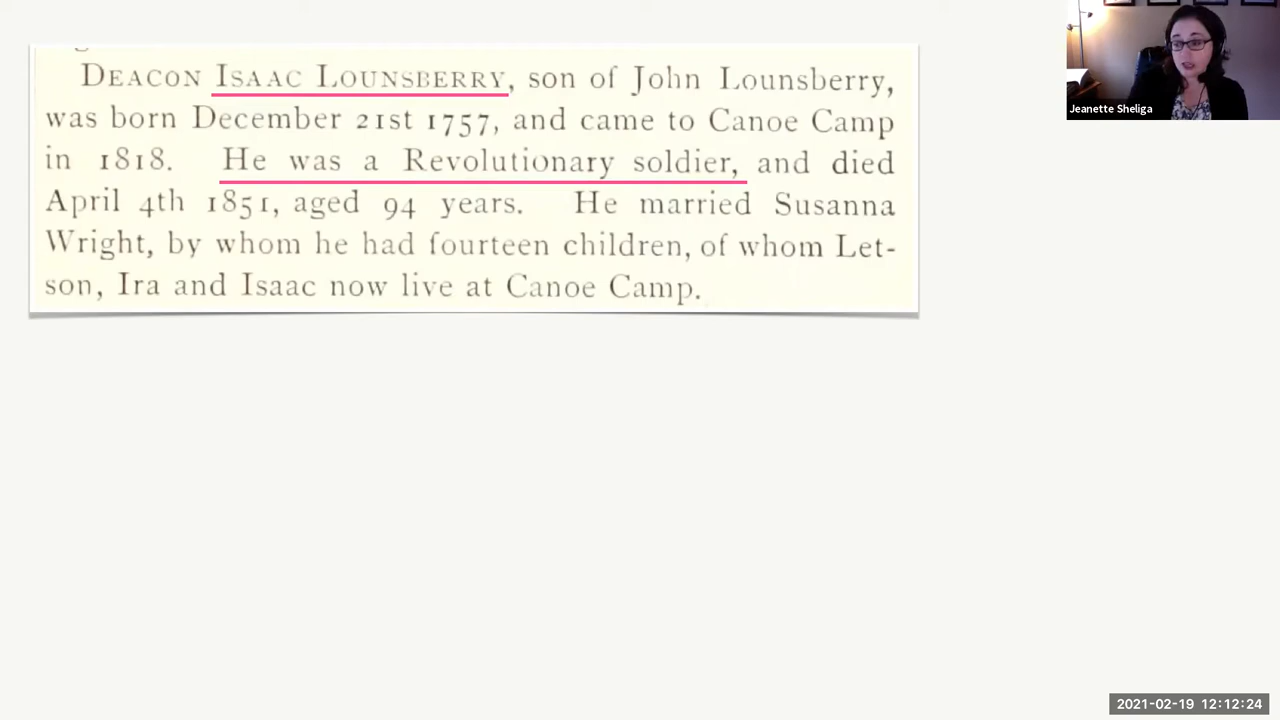 DEACON ISAAC LOUNSBERRY, son of John Lounsberry,
was born December 21st 1757, and came to Canoe Camp
in 1818. He was a Revolutionary soldier, and died
April 4th 1851, aged 94 years. He married Susanna
Wright, by whom he had fourteen children, of whom Let-
son, Ira and Isaac now live at Canoe Camp.
Jeanette Sheliga
2021-02-19 12:12:24